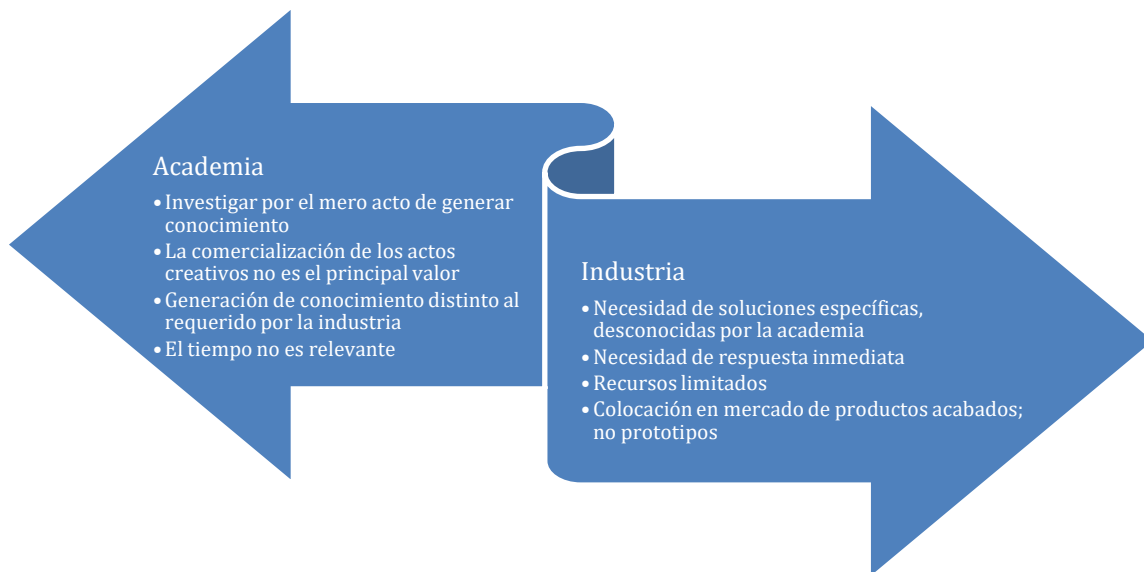 Academia
• Investigar por el mero acto de generar
conocimiento
• La comercialización de los actos
creativos no es el principal valor
• Generación de conocimiento distinto al
requerido por la industria
• El tiempo no es relevante
Industria
• Necesidad de soluciones específicas,
desconocidas por la academia
• Necesidad de respuesta inmediata
• Recursos limitados
• Colocación en mercado de productos acabados;
no prototipos